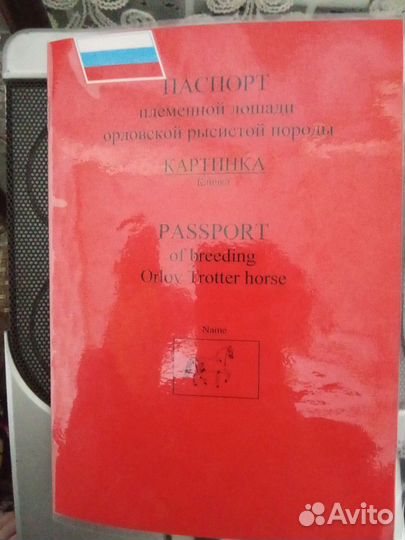 ПАСПОРТ
племенной лошади
орловской рысистой породы
КАРТИНКА
Кличка
PASSPORT
of breeding
Orlov Trotter horse
Name
Avito